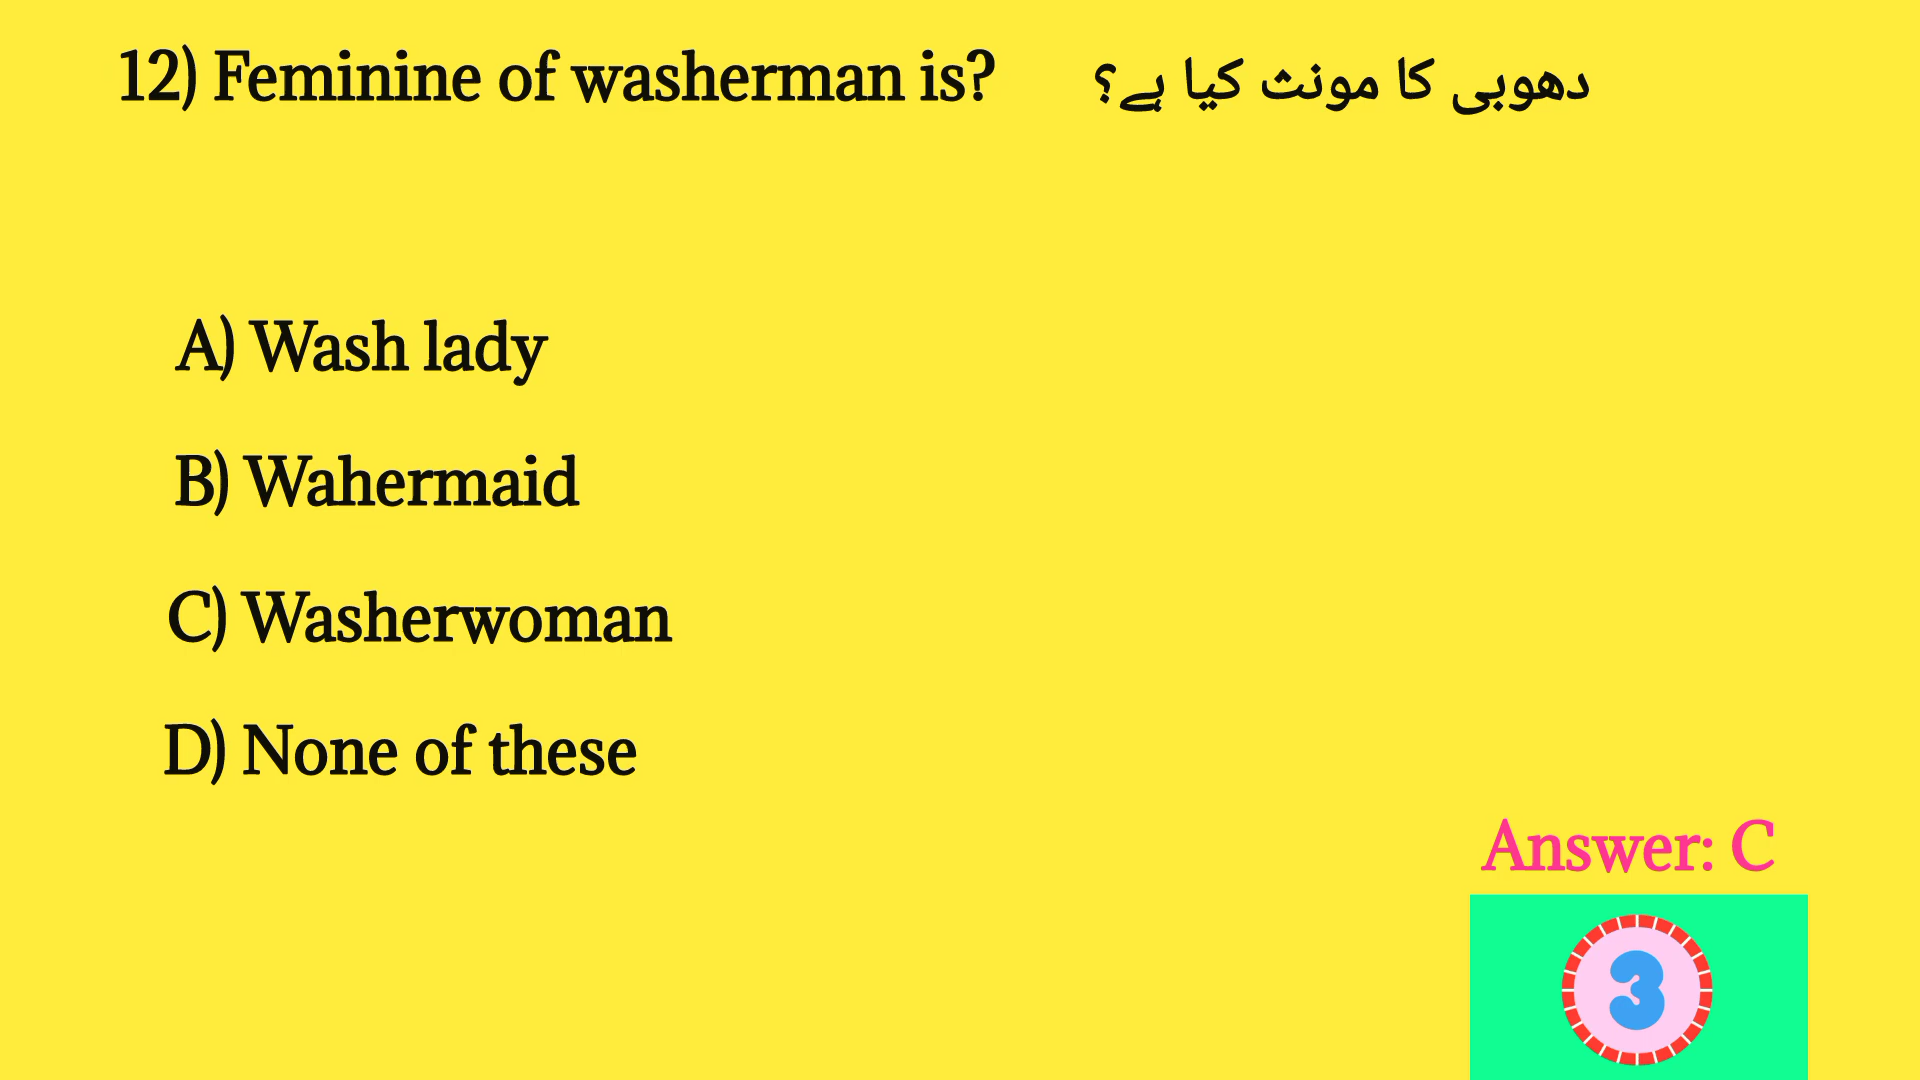 12) Feminine of washerman is? دھوبی کا مونث کیا ہے؟
A) Wash lady
B) Wahermaid
C) Washerwoman
D) None of these
Answer: C
3